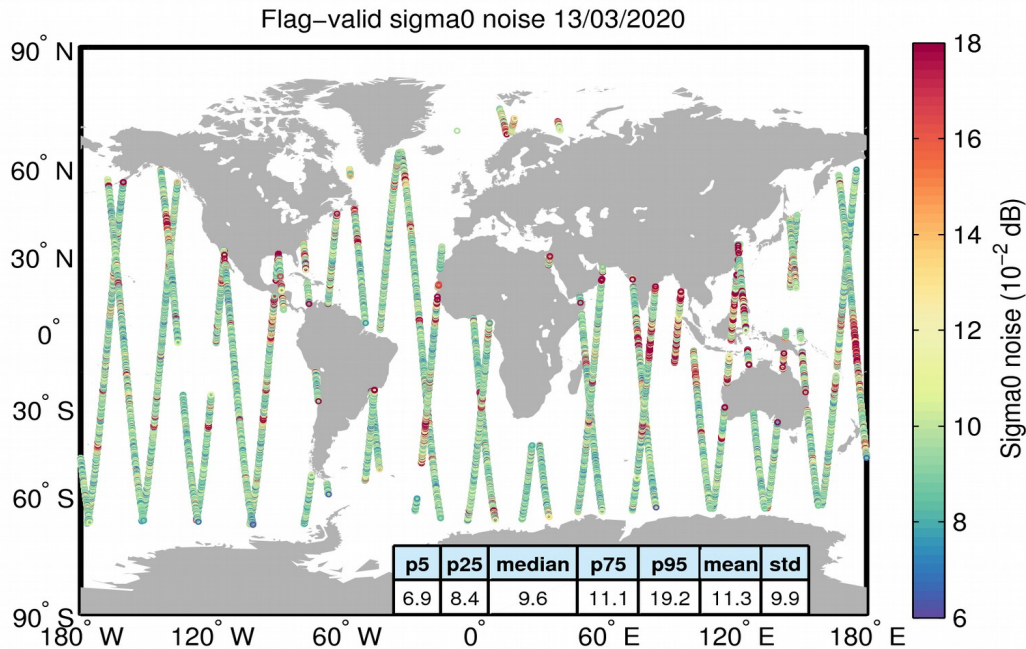 Flag−valid sigma0 noise 13/03/2020
90° N
60° N
30° N
0°
30° S
60° S
90° S
180° W
120° W
60° W
0°
60° E
120° E
180° E
p5 p25 median p75 p95 mean std
6.9 8.4 9.6 11.1 19.2 11.3 9.9
18
16
14
12
10
8
6
Sigma0 noise (10−2 dB)